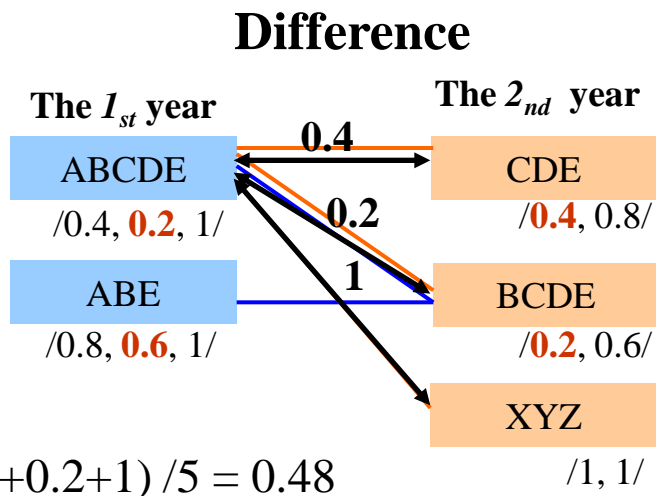 Difference
The 1st year
The 2nd year
0.4
ABCDE
CDE
/0.4, 0.2, 1/
/0.4, 0.8/
0.2
1
ABE
BCDE
/0.8, 0.6, 1/
/0.2, 0.6/
XYZ
+0.2+1) /5 = 0.48
/1, 1/